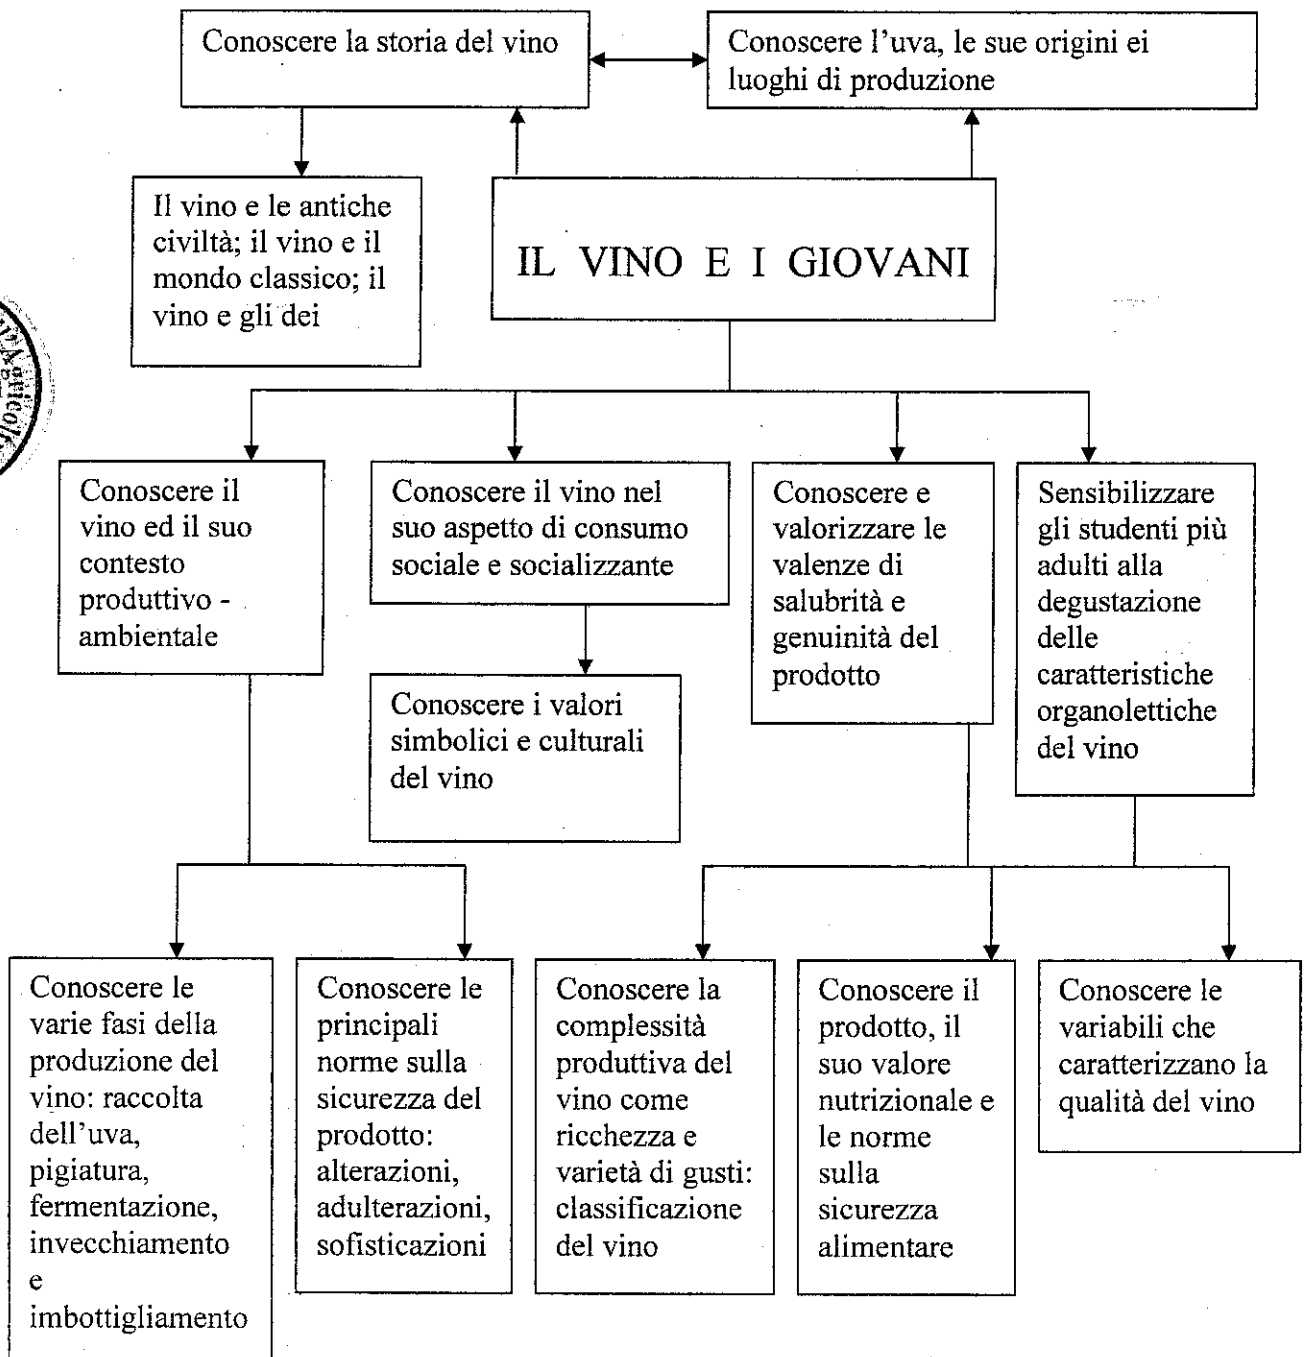 Conoscere la storia del vino
Conoscere l'uva, le sue origini ei
luoghi di produzione
Il vino e le antiche
civiltà; il vino e il
mondo classico; il
vino e gli dei
IL VINO E I GIOVANI
Conoscere il
vino ed il suo
contesto
produttivo -
ambientale
Conoscere il vino nel
suo aspetto di consumo
sociale e socializzante
Conoscere e
valorizzare le
valenze di
salubrità e
genuinità del
prodotto
Sensibilizzare
gli studenti più
adulti alla
degustazione
delle
caratteristiche
organolettiche
del vino
Conoscere i valori
simbolici e culturali
del vino
Conoscere le
varie fasi della
produzione del
vino: raccolta
dell'uva,
pigiatura,
fermentazione,
invecchiamento
e
imbottigliamento
Conoscere le
principali
norme sulla
sicurezza del
prodotto:
alterazioni,
adulterazioni,
sofisticazioni
Conoscere la
complessità
produttiva del
vino come
ricchezza e
varietà di gusti:
classificazione
del vino
Conoscere il
prodotto, il
suo valore
nutrizionale e
le norme
sulla
sicurezza
alimentare
Conoscere le
variabili che
caratterizzano la
qualità del vino